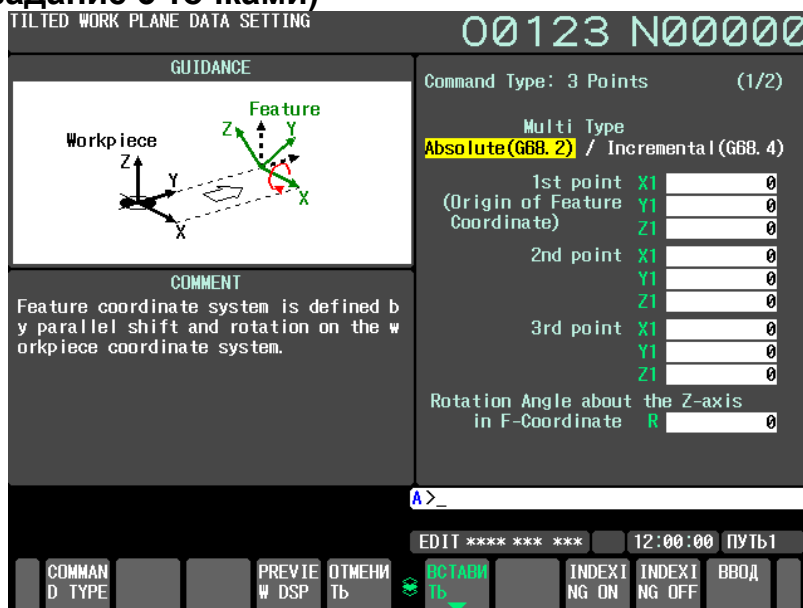 задание 3 точками)
TILTED WORK PLANE DATA SETTING
O0123 N00000
GUIDANCE
Feature
Z
Y
X
Workpiece
Z
Y
X
COMMENT
Feature coordinate system is defined b
y parallel shift and rotation on the w
orkpiece coordinate system.
Command Type: 3 Points (1/2)
Multi Type
Absolute(G68.2) / Incremental(G68.4)
1st point X1 0
(Origin of Feature Y1 0
Coordinate) Z1 0
2nd point X1 0
Y1 0
Z1 0
3rd point X1 0
Y1 0
Z1 0
Rotation Angle about the Z-axis
in F-Coordinate R 0
A>_
EDIT **** *** *** 12:00:00 ПУТЬ1
COMMAN
D TYPE
PREVIE
W DSP
ОТМЕНИ
ТЬ
ВСТАВИ
ТЬ
INDEXI
NG ON
INDEXI
NG OFF
ВВОД